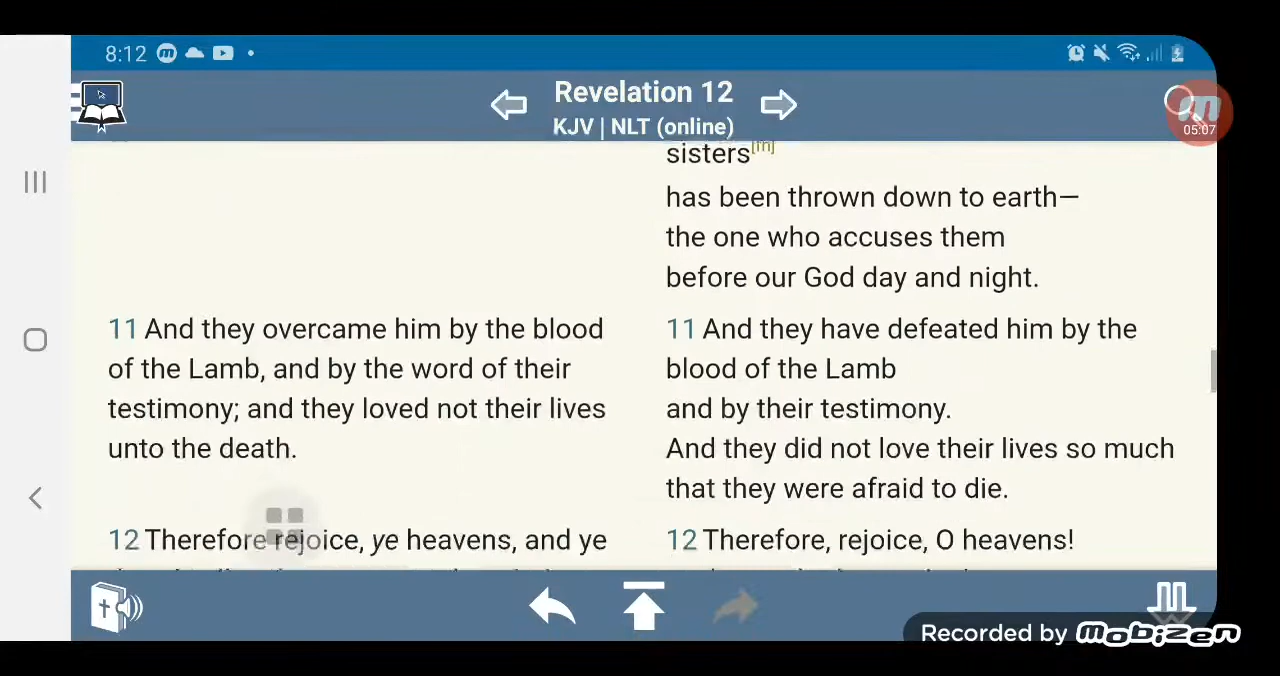 8:12
Revelation 12
KJV | NLT (online)
05:07
sisters[fn]
has been thrown down to earth—
the one who accuses them
before our God day and night.
11 And they overcame him by the blood
of the Lamb, and by the word of their
testimony; and they loved not their lives
unto the death.
11 And they have defeated him by the
blood of the Lamb
and by their testimony.
And they did not love their lives so much
that they were afraid to die.
12 Therefore rejoice, ye heavens, and ye
12 Therefore, rejoice, O heavens!
Recorded by mobizen